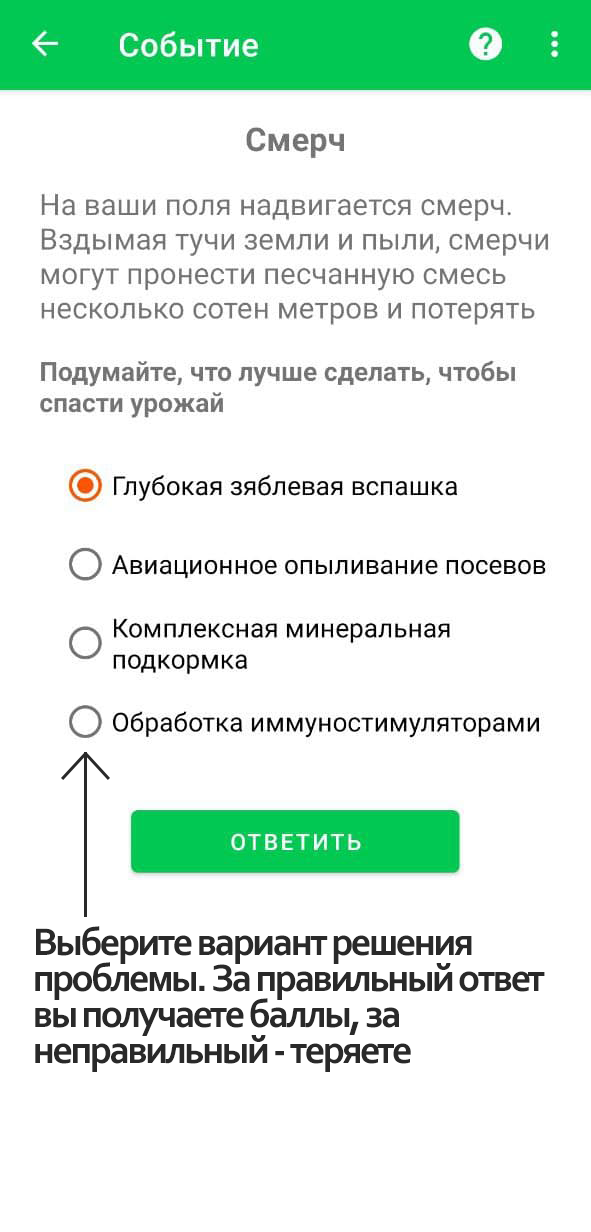 Событие
Смерч
На ваши поля надвигается смерч.
Вздымая тучи земли и пыли, смерчи
могут пронести песчанную смесь
несколько сотен метров и потерять
Подумайте, что лучше сделать, чтобы
спасти урожай
Глубокая зяблевая вспашка
Авиационное опыливание посевов
Комплексная минеральная
подкормка
Обработка иммуностимуляторами
ОТВЕТИТЬ
Выберите вариант решения
проблемы. За правильный ответ
вы получаете баллы, за
неправильный - теряете